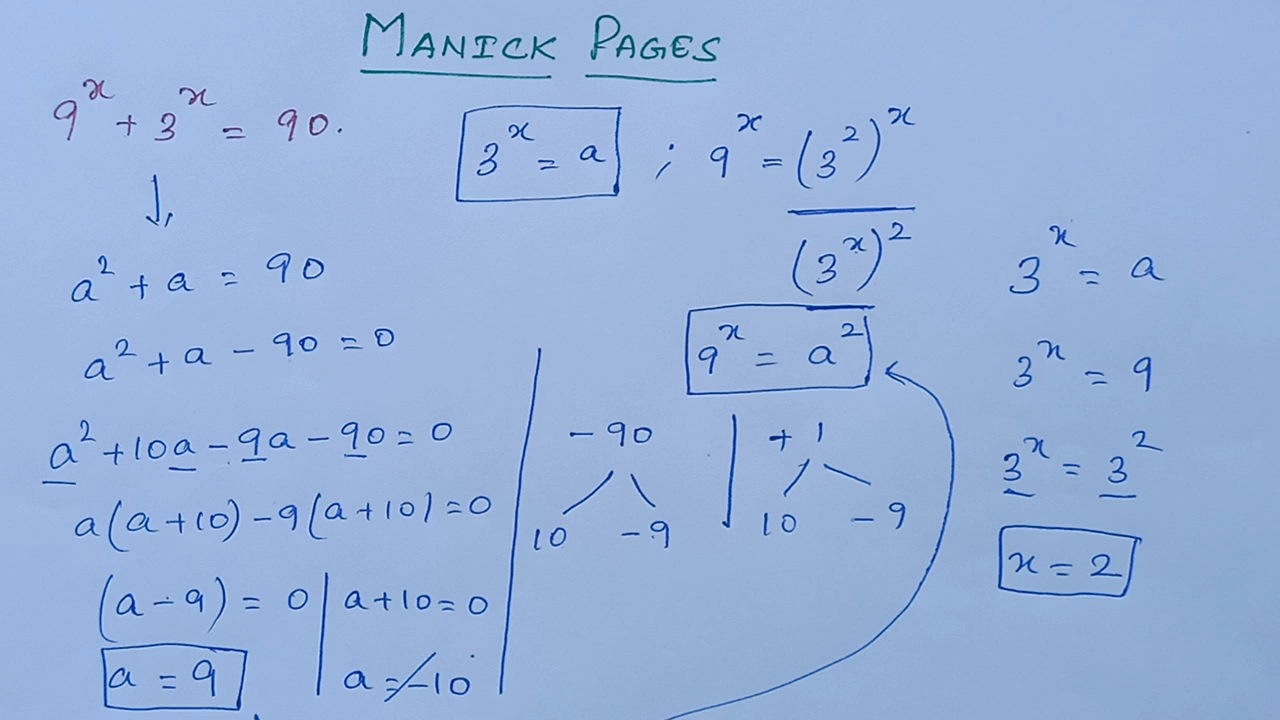 MANICK PAGES
9^x + 3^x = 90.
3^x = a ; 9^x = (3^2)^x
(3^x)^2
9^x = a^2
↓
a^2 + a = 90
a^2 + a - 90 = 0
a^2 + 10a - 9a - 90 = 0
a(a+10) - 9(a+10) = 0
(a - 9) = 0 | a + 10 = 0
a = 9 | a = -10
-90 | +1
10 -9 | 10 -9
3^x = a
3^x = 9
3^x = 3^2
x = 2